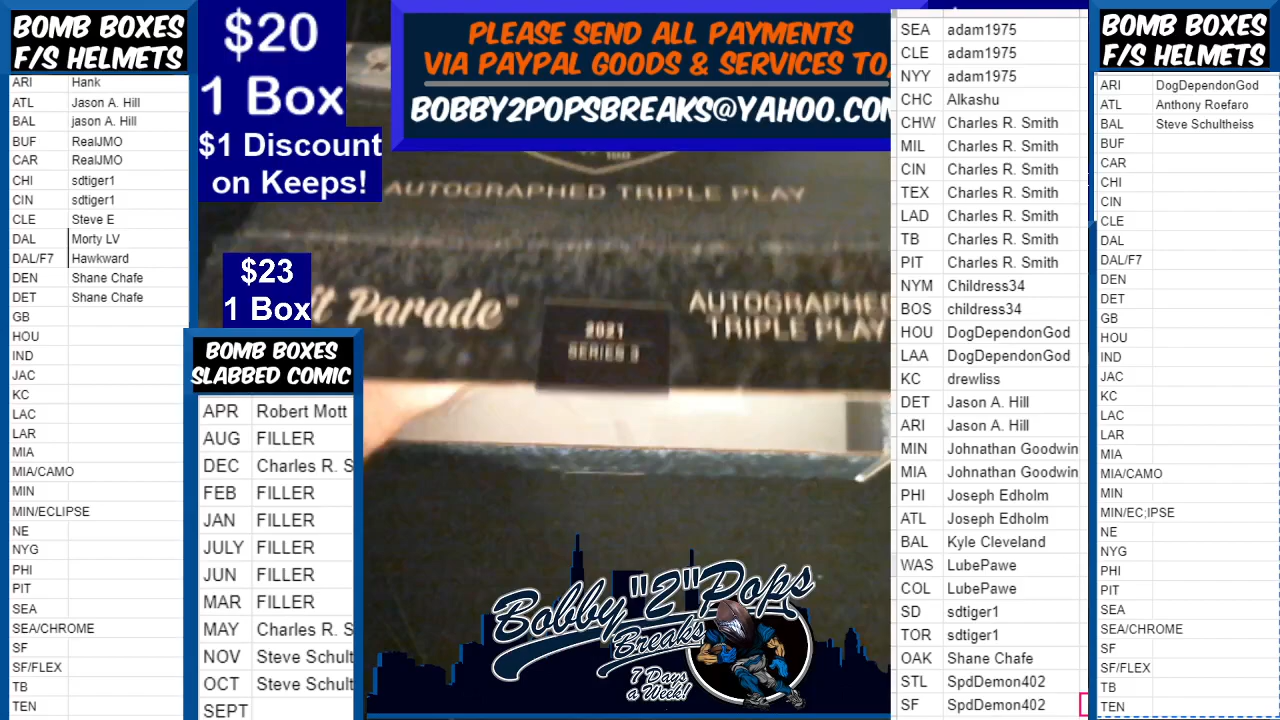 BOMB BOXES
F/S HELMETS
ARI Hank
ATL Jason A. Hill
BAL jason A. Hill
BUF RealJMO
CAR RealJMO
CHI sdtiger1
CIN sdtiger1
CLE Steve E
DAL Morty LV
DAL/F7 Hawkward
DEN Shane Chafe
DET Shane Chafe
GB
HOU
IND
JAC
KC
LAC
LAR
MIA
MIA/CAMO
MIN
MIN/ECLIPSE
NE
NYG
PHI
PIT
SEA
SEA/CHROME
SF
SF/FLEX
TB
TEN
$20
1 Box
$1 Discount
on Keeps!
$23
1 Box
BOMB BOXES
SLABBED COMIC
APR Robert Mott
AUG FILLER
DEC Charles R. S
FEB FILLER
JAN FILLER
JULY FILLER
JUN FILLER
MAR FILLER
MAY Charles R. S
NOV Steve Schult
OCT Steve Schult
SEPT
PLEASE SEND ALL PAYMENTS
VIA PAYPAL GOODS & SERVICES TO
BOBBY2POPSBREAKS@YAHOO.COM
AUTOGRAPHED TRIPLE PLAY
Parade
2021
SERIES 3
AUTOGRAPHED
TRIPLE PLAY
Bobby "2" Pops
Breaks
7 Days
a Week!
SEA adam1975
CLE adam1975
NYY adam1975
CHC Alkashu
CHW Charles R. Smith
MIL Charles R. Smith
CIN Charles R. Smith
TEX Charles R. Smith
LAD Charles R. Smith
TB Charles R. Smith
PIT Charles R. Smith
NYM Childress34
BOS childress34
HOU DogDependonGod
LAA DogDependonGod
KC drewliss
DET Jason A. Hill
ARI Jason A. Hill
MIN Johnathan Goodwin
MIA Johnathan Goodwin
PHI Joseph Edholm
ATL Joseph Edholm
BAL Kyle Cleveland
WAS LubePawe
COL LubePawe
SD sdtiger1
TOR sdtiger1
OAK Shane Chafe
STL SpdDemon402
SF SpdDemon402
BOMB BOXES
F/S HELMETS
ARI DogDependonGod
ATL Anthony Roefaro
BAL Steve Schultheiss
BUF
CAR
CHI
CIN
CLE
DAL
DAL/F7
DEN
DET
GB
HOU
IND
JAC
KC
LAC
LAR
MIA
MIA/CAMO
MIN
MIN/EC;IPSE
NE
NYG
PHI
PIT
SEA
SEA/CHROME
SF
SF/FLEX
TB
TEN